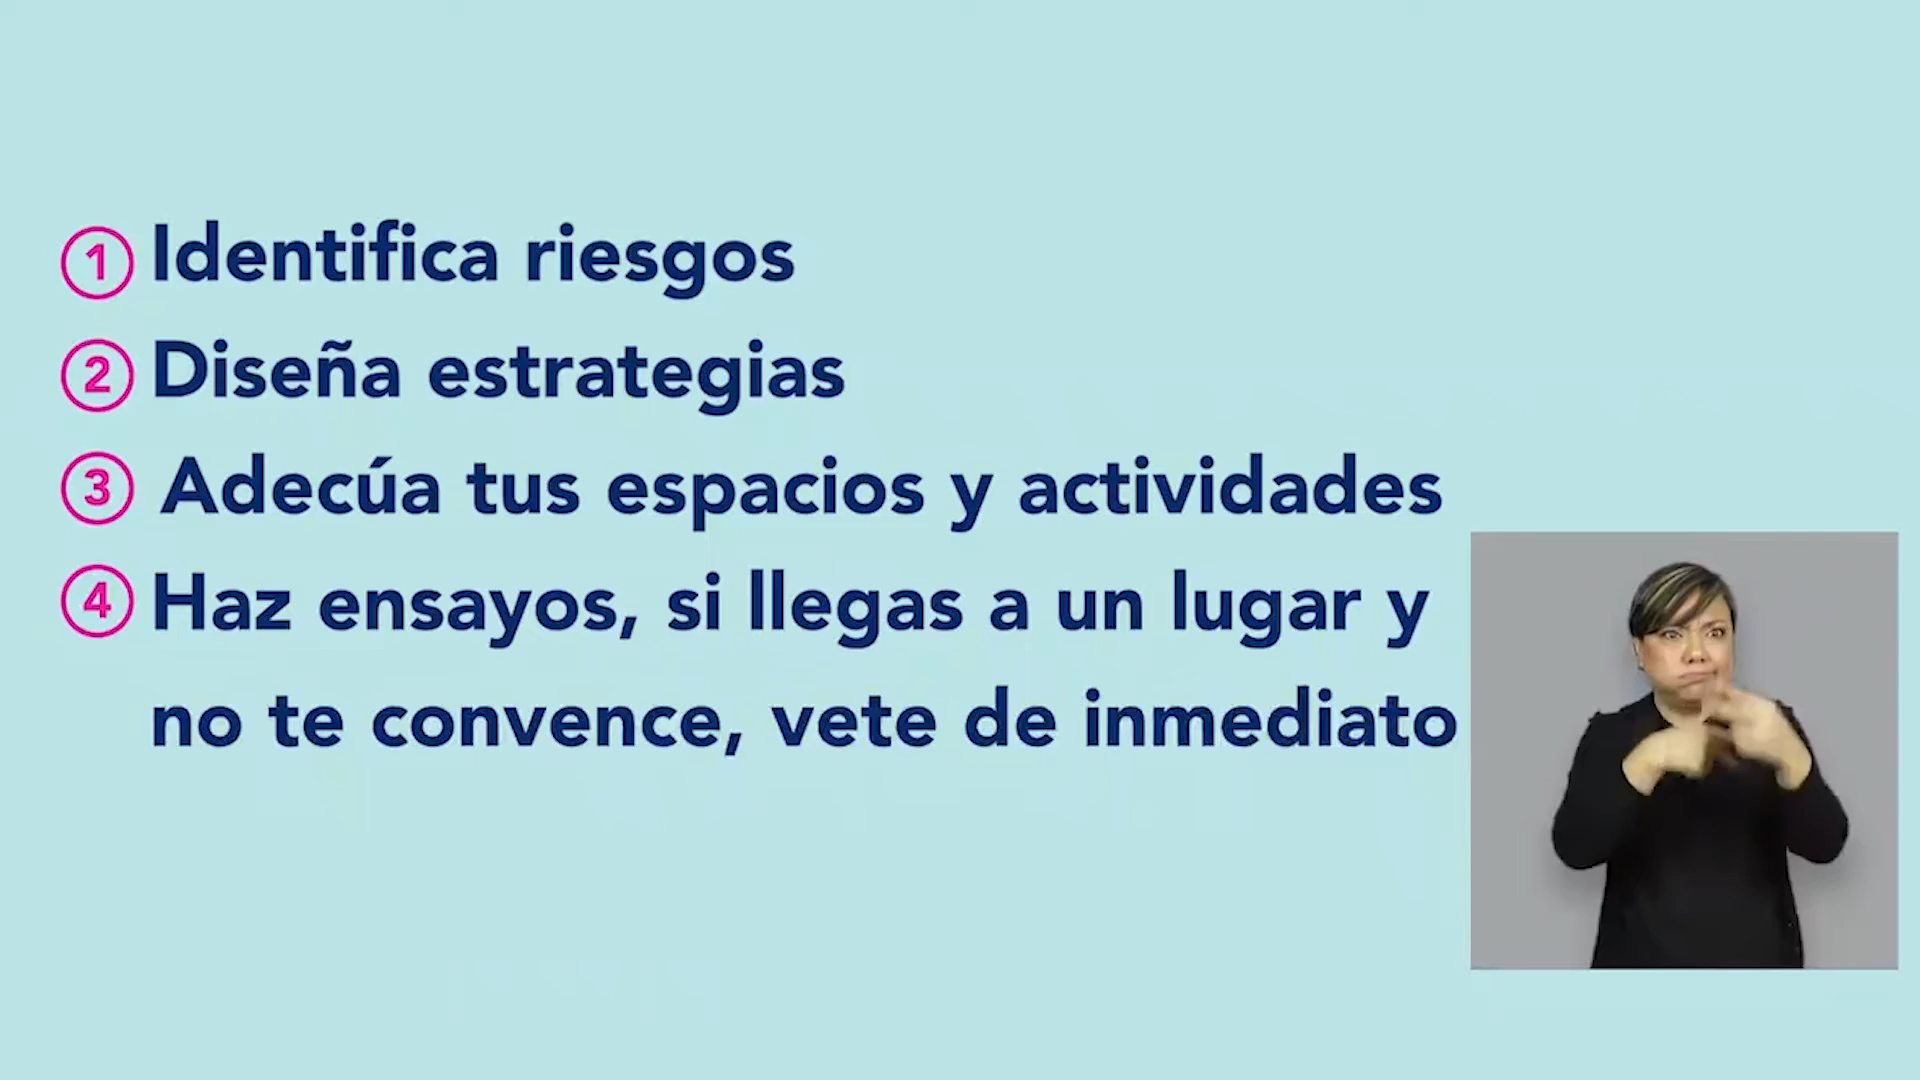 1 Identifica riesgos
2 Diseña estrategias
3 Adecúa tus espacios y actividades
4 Haz ensayos, si llegas a un lugar y
no te convence, vete de inmediato